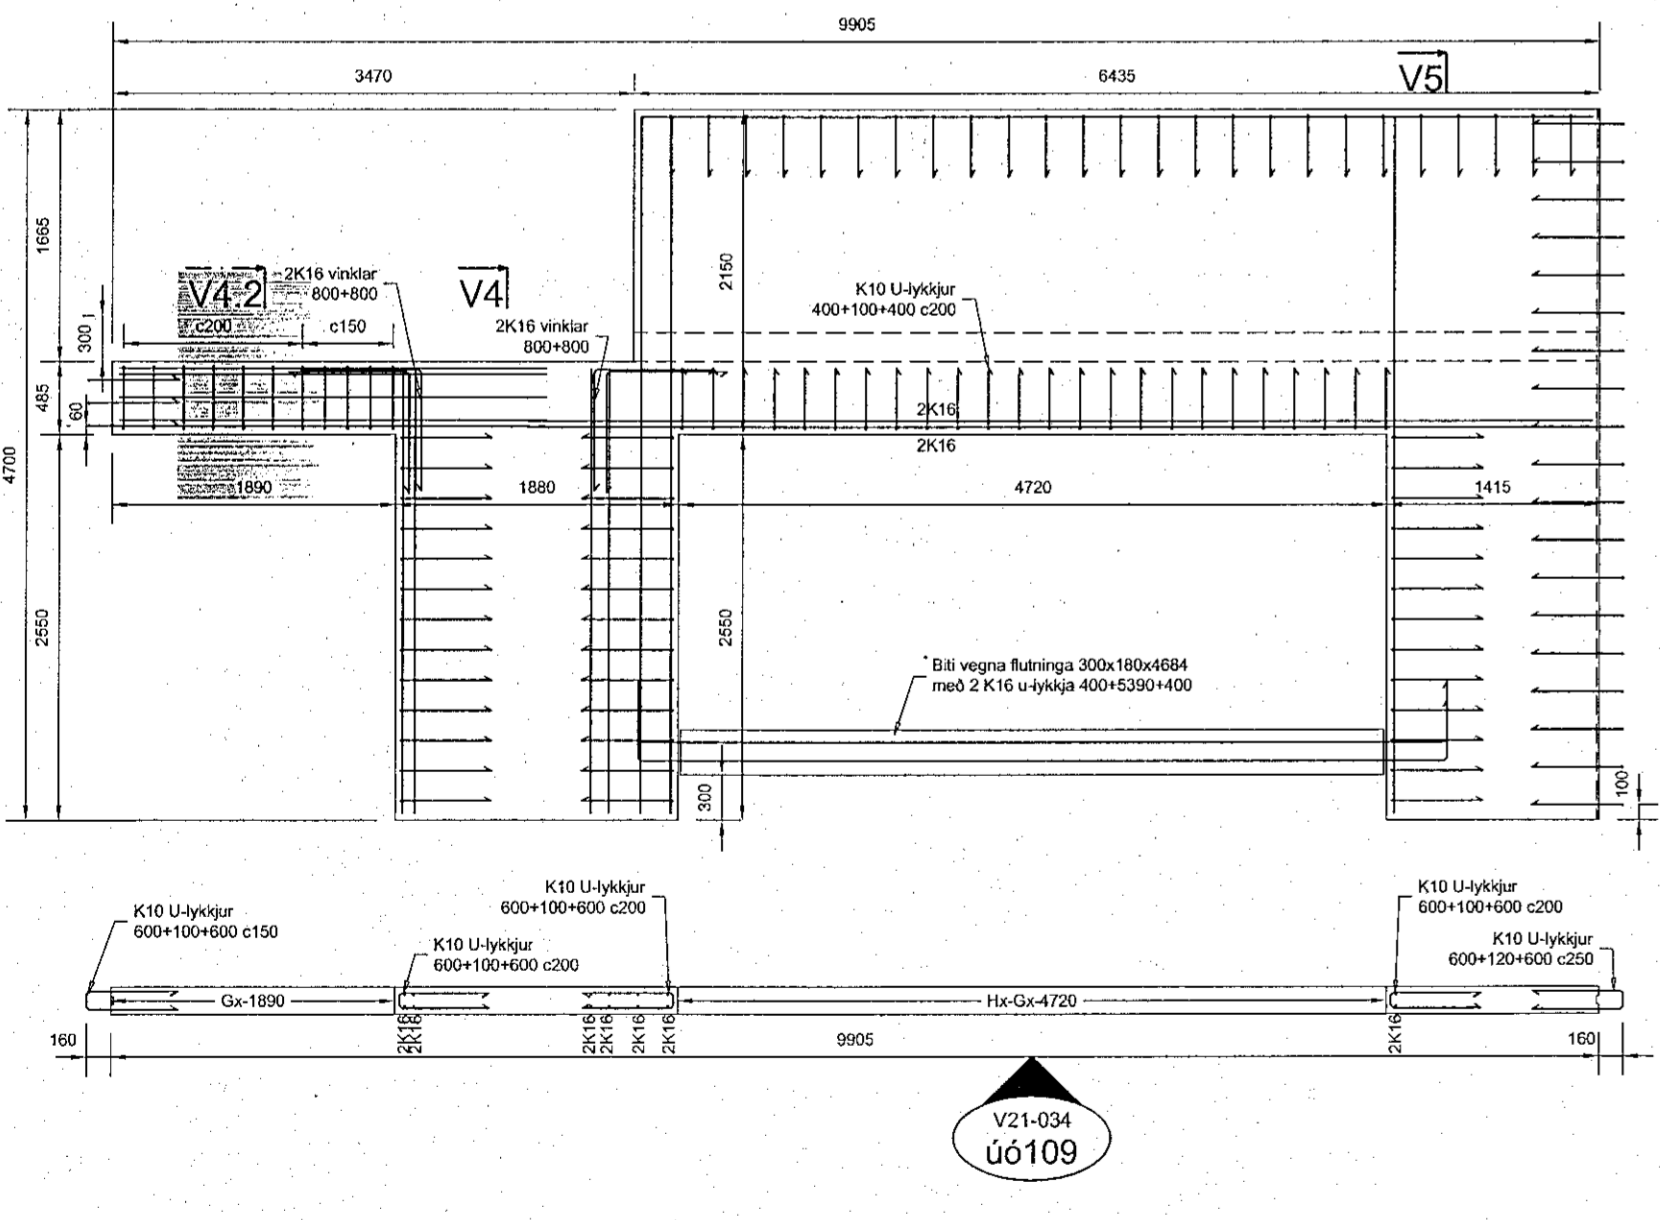 9905
3470
6435
V5
4700
1665
300
485
60
2550
V4.2
c200
c150
2K16 vinklar
800+800
V4
2K16 vinklar
800+800
2150
K10 U-lykkjur
400+100+400 c200
2K16
2K16
1890
1880
4720
1415
2550
Biti vegna flutninga 300x180x4684
með 2 K16 u-lykkja 400+5390+400
300
100
K10 U-lykkjur
600+100+600 c150
K10 U-lykkjur
600+100+600 c200
K10 U-lykkjur
600+100+600 c200
K10 U-lykkjur
600+100+600 c200
K10 U-lykkjur
600+120+600 c250
Gx-1890
Hx-Gx-4720
2K16
2K16
2K16
2K16
2K16
2K16
2K16
160
9905
160
V21-034
úó109